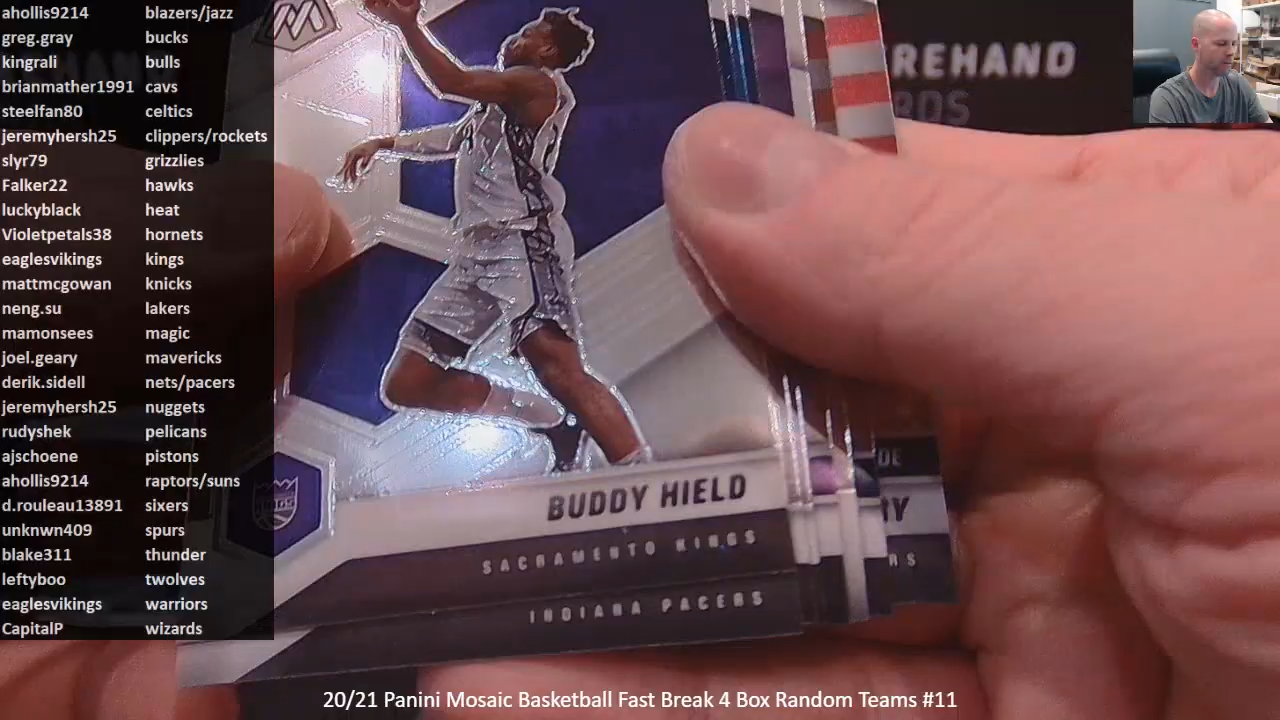 ahollis9214 blazers/jazz
greg.gray bucks
kingrali bulls
brianmather1991 cavs
steelfan80 celtics
jeremyhersh25 clippers/rockets
slyr79 grizzlies
Falker22 hawks
luckyblack heat
Violetpetals38 hornets
eaglesvikings kings
mattmcgowan knicks
neng.su lakers
mamonsees magic
joel.geary mavericks
derik.sidell nets/pacers
jeremyhersh25 nuggets
rudyshek pelicans
ajschoene pistons
ahollis9214 raptors/suns
d.rouleau13891 sixers
unknwn409 spurs
blake311 thunder
leftyboo twolves
eaglesvikings warriors
CapitalP wizards
REHAND
RDS
BUDDY HIELD
SACRAMENTO KINGS
INDIANA PACERS
DE
RY
RS
20/21 Panini Mosaic Basketball Fast Break 4 Box Random Teams #11